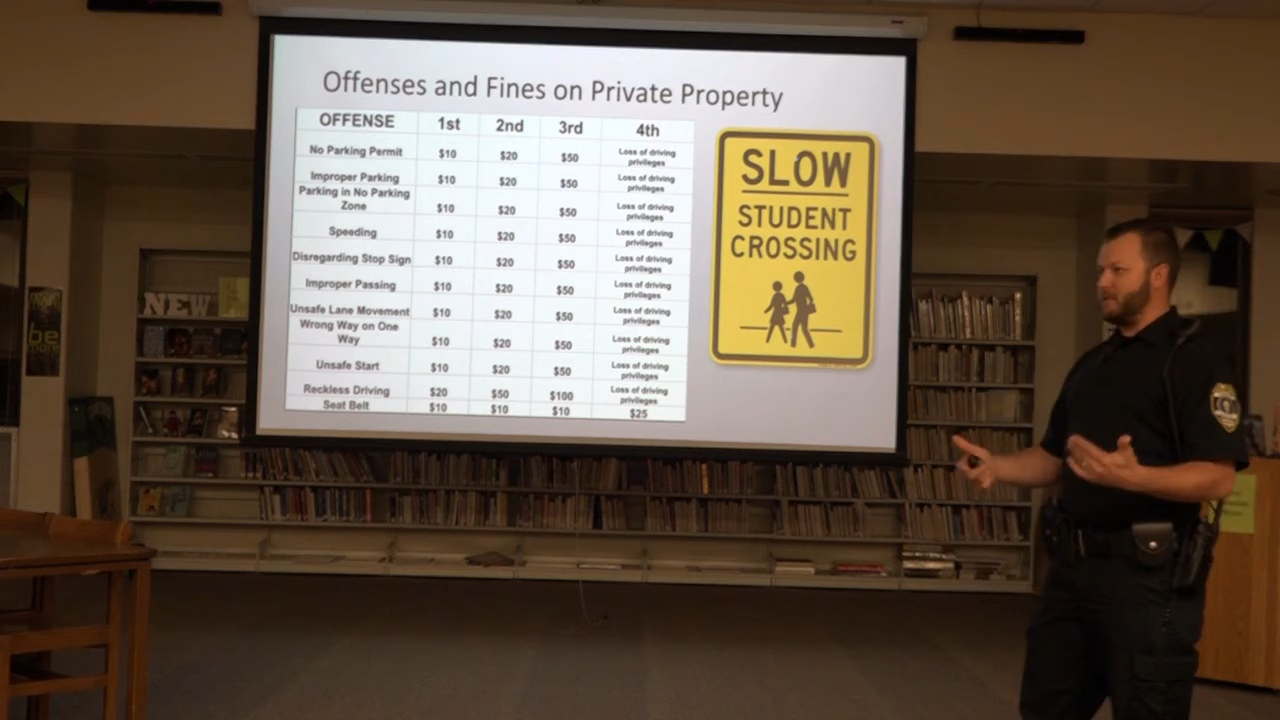 Offenses and Fines on Private Property
OFFENSE 1st 2nd 3rd 4th
No Parking Permit $10 $20 $50 Loss of driving privileges
Improper Parking $10 $20 $50 Loss of driving privileges
Parking in No Parking Zone $10 $20 $50 Loss of driving privileges
Speeding $10 $20 $50 Loss of driving privileges
Disregarding Stop Sign $10 $20 $50 Loss of driving privileges
Improper Passing $10 $20 $50 Loss of driving privileges
Unsafe Lane Movement $10 $20 $50 Loss of driving privileges
Wrong Way on One Way $10 $20 $50 Loss of driving privileges
Unsafe Start $10 $20 $50 Loss of driving privileges
Reckless Driving $20 $50 $100 Loss of driving privileges
Seat Belt $10 $10 $10 $25
SLOW
STUDENT
CROSSING
NEW
be
more